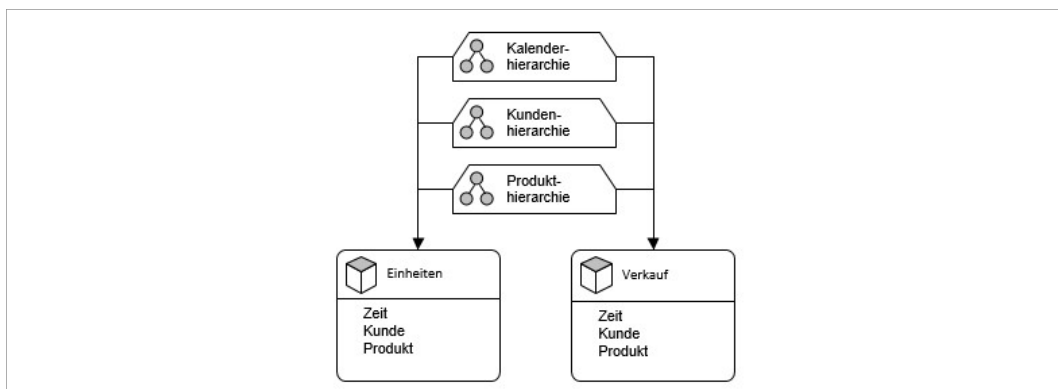 Kalender-
hierarchie
Kunden-
hierarchie
Produkt-
hierarchie
Einheiten
Zeit
Kunde
Produkt
Verkauf
Zeit
Kunde
Produkt